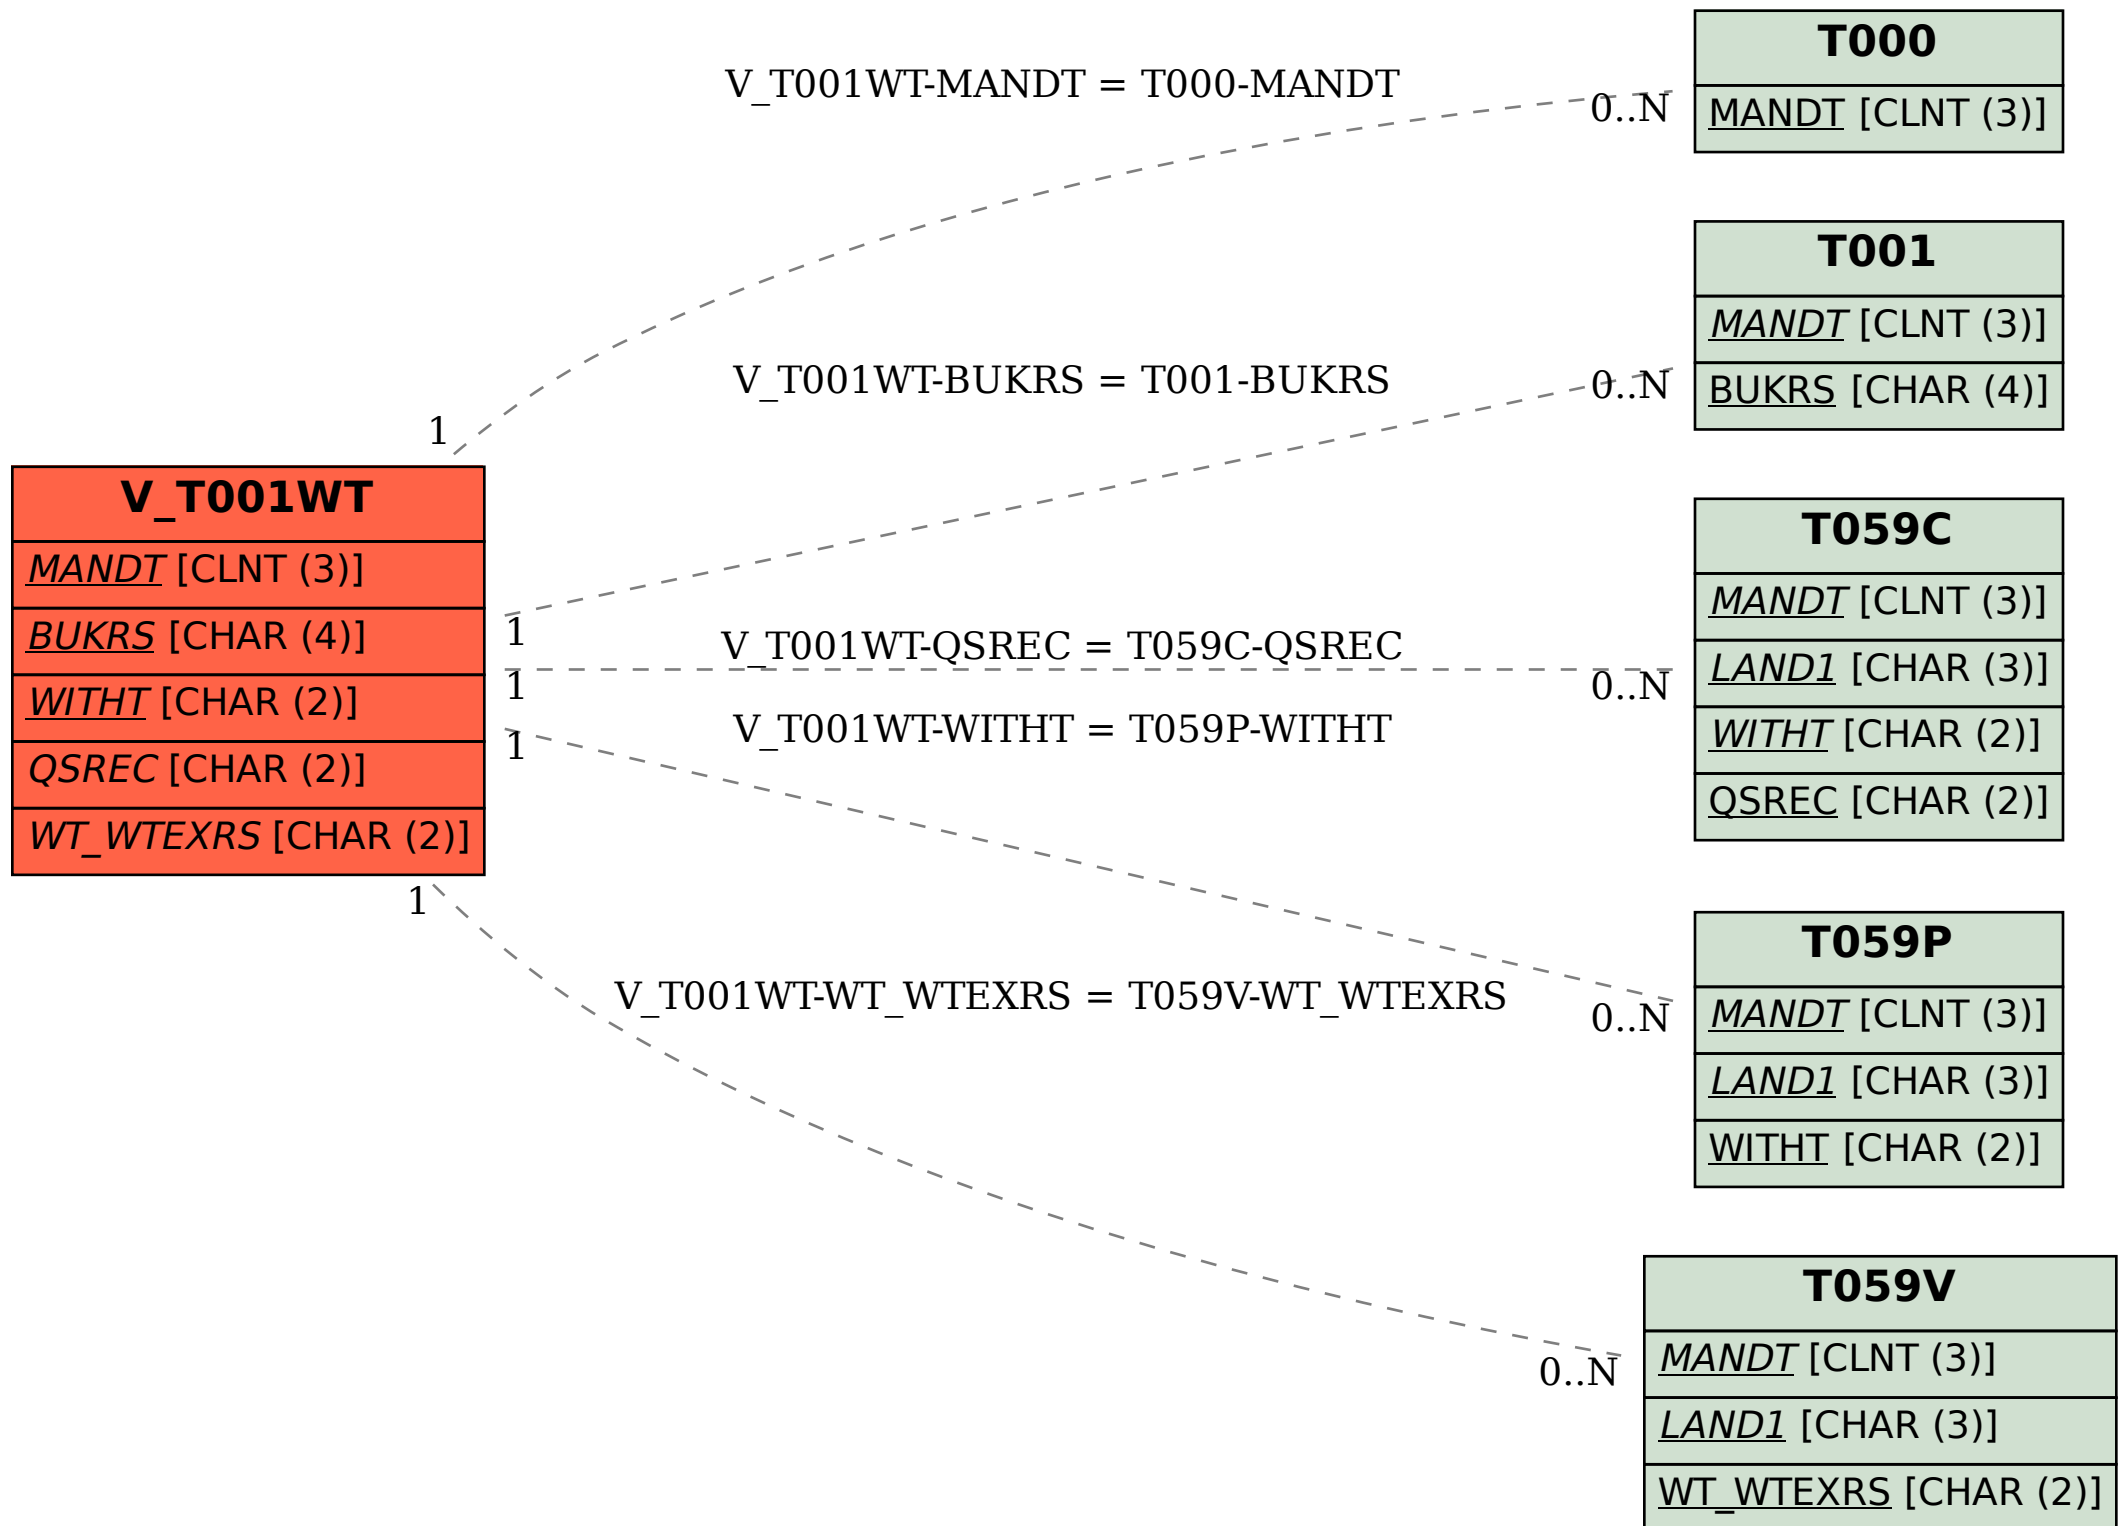 V_T001WT
MANDT [CLNT (3)]
BUKRS [CHAR (4)]
WITHT [CHAR (2)]
QSREC [CHAR (2)]
WT_WTEXRS [CHAR (2)]
V_T001WT-MANDT = T000-MANDT
1
0..N
V_T001WT-BUKRS = T001-BUKRS
1
0..N
V_T001WT-QSREC = T059C-QSREC
1
0..N
V_T001WT-WITHT = T059P-WITHT
1
0..N
V_T001WT-WT_WTEXRS = T059V-WT_WTEXRS
1
0..N
T000
MANDT [CLNT (3)]
T001
MANDT [CLNT (3)]
BUKRS [CHAR (4)]
T059C
MANDT [CLNT (3)]
LAND1 [CHAR (3)]
WITHT [CHAR (2)]
QSREC [CHAR (2)]
T059P
MANDT [CLNT (3)]
LAND1 [CHAR (3)]
WITHT [CHAR (2)]
T059V
MANDT [CLNT (3)]
LAND1 [CHAR (3)]
WT_WTEXRS [CHAR (2)]